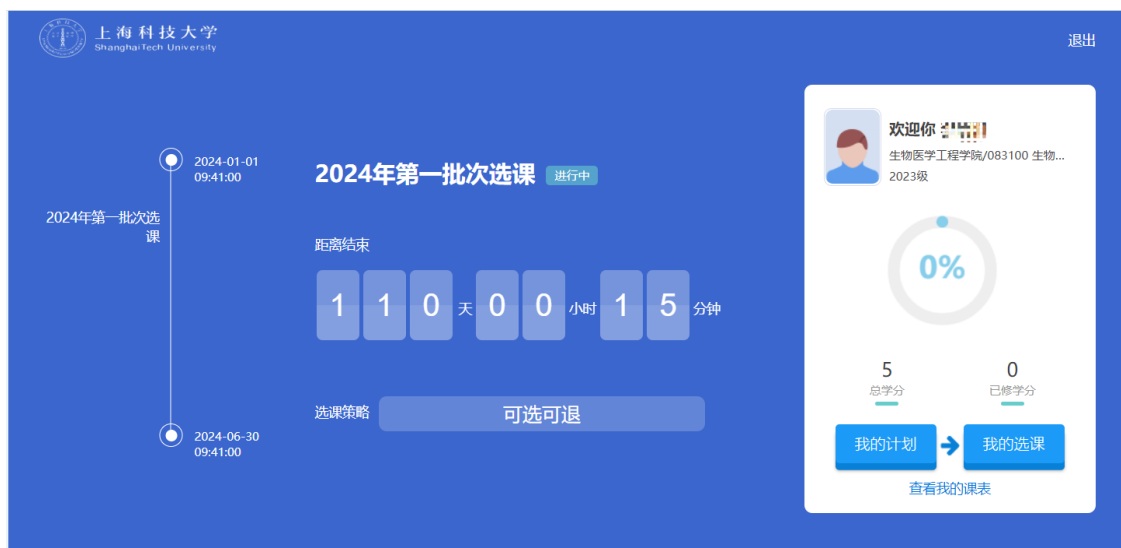 上海科技大学
ShanghaiTech University
退出
2024-01-01
09:41:00
2024年第一批次选
课
2024-06-30
09:41:00
2024年第一批次选课 进行中
距离结束
1 1 0 天 0 0 小时 1 5 分钟
选课策略 可选可退
欢迎你
生物医学工程学院/083100 生物...
2023级
0%
5 0
总学分 已修学分
我的计划 我的选课
查看我的课表